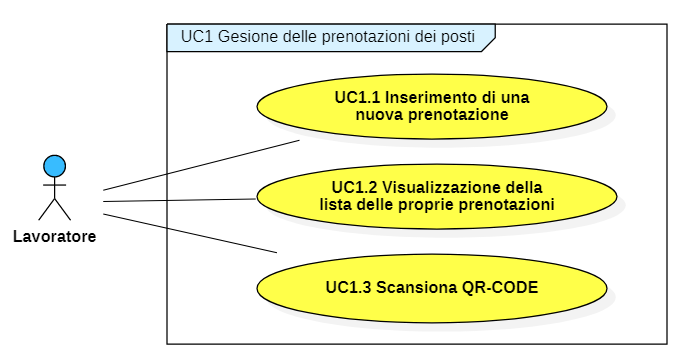 UC1 Gesione delle prenotazioni dei posti
UC1.1 Inserimento di una
nuova prenotazione
UC1.2 Visualizzazione della
lista delle proprie prenotazioni
Lavoratore
UC1.3 Scansiona QR-CODE